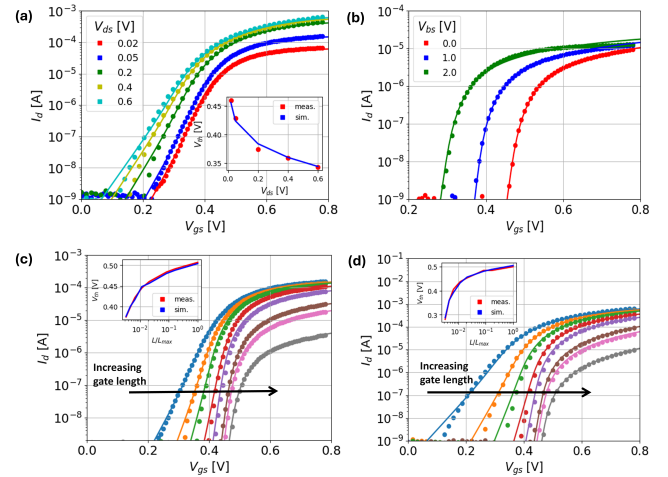 (a)
V_ds [V]
0.02
0.05
0.2
0.4
0.6
I_d [A]
10^-3
10^-4
10^-5
10^-6
10^-7
10^-8
10^-9
0.0 0.2 0.4 0.6 0.8
V_gs [V]
V_th [V]
0.45
0.40
0.35
meas.
sim.
0.0 0.2 0.4 0.6
V_ds [V]
(b)
V_bs [V]
0.0
1.0
2.0
I_d [A]
10^-4
10^-5
10^-6
10^-7
10^-8
10^-9
0.2 0.4 0.6 0.8
V_gs [V]
(c)
I_d [A]
10^-3
10^-4
10^-5
10^-6
10^-7
10^-8
0.0 0.2 0.4 0.6 0.8
V_gs [V]
V_th [V]
0.50
0.45
0.40
meas.
sim.
10^-2 10^-1 10^0
L/L_max
Increasing
gate length
(d)
I_d [A]
10^-1
10^-2
10^-3
10^-4
10^-5
10^-6
10^-7
10^-8
10^-9
0.0 0.2 0.4 0.6 0.8
V_gs [V]
V_th [V]
0.5
0.4
0.3
meas.
sim.
10^-2 10^-1 10^0
L/L_max
Increasing
gate length